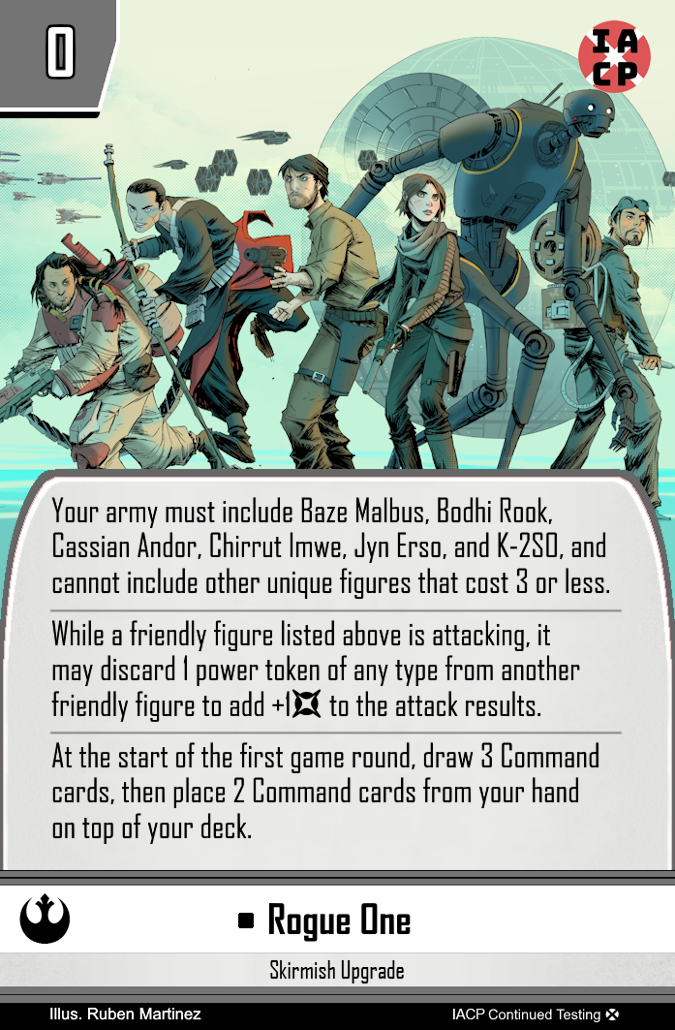 0
IA
CP
Your army must include Baze Malbus, Bodhi Rook,
Cassian Andor, Chirrut Imwe, Jyn Erso, and K-2SO, and
cannot include other unique figures that cost 3 or less.
While a friendly figure listed above is attacking, it
may discard 1 power token of any type from another
friendly figure to add +1 to the attack results.
At the start of the first game round, draw 3 Command
cards, then place 2 Command cards from your hand
on top of your deck.
Rogue One
Skirmish Upgrade
Illus. Ruben Martinez
IACP Continued Testing